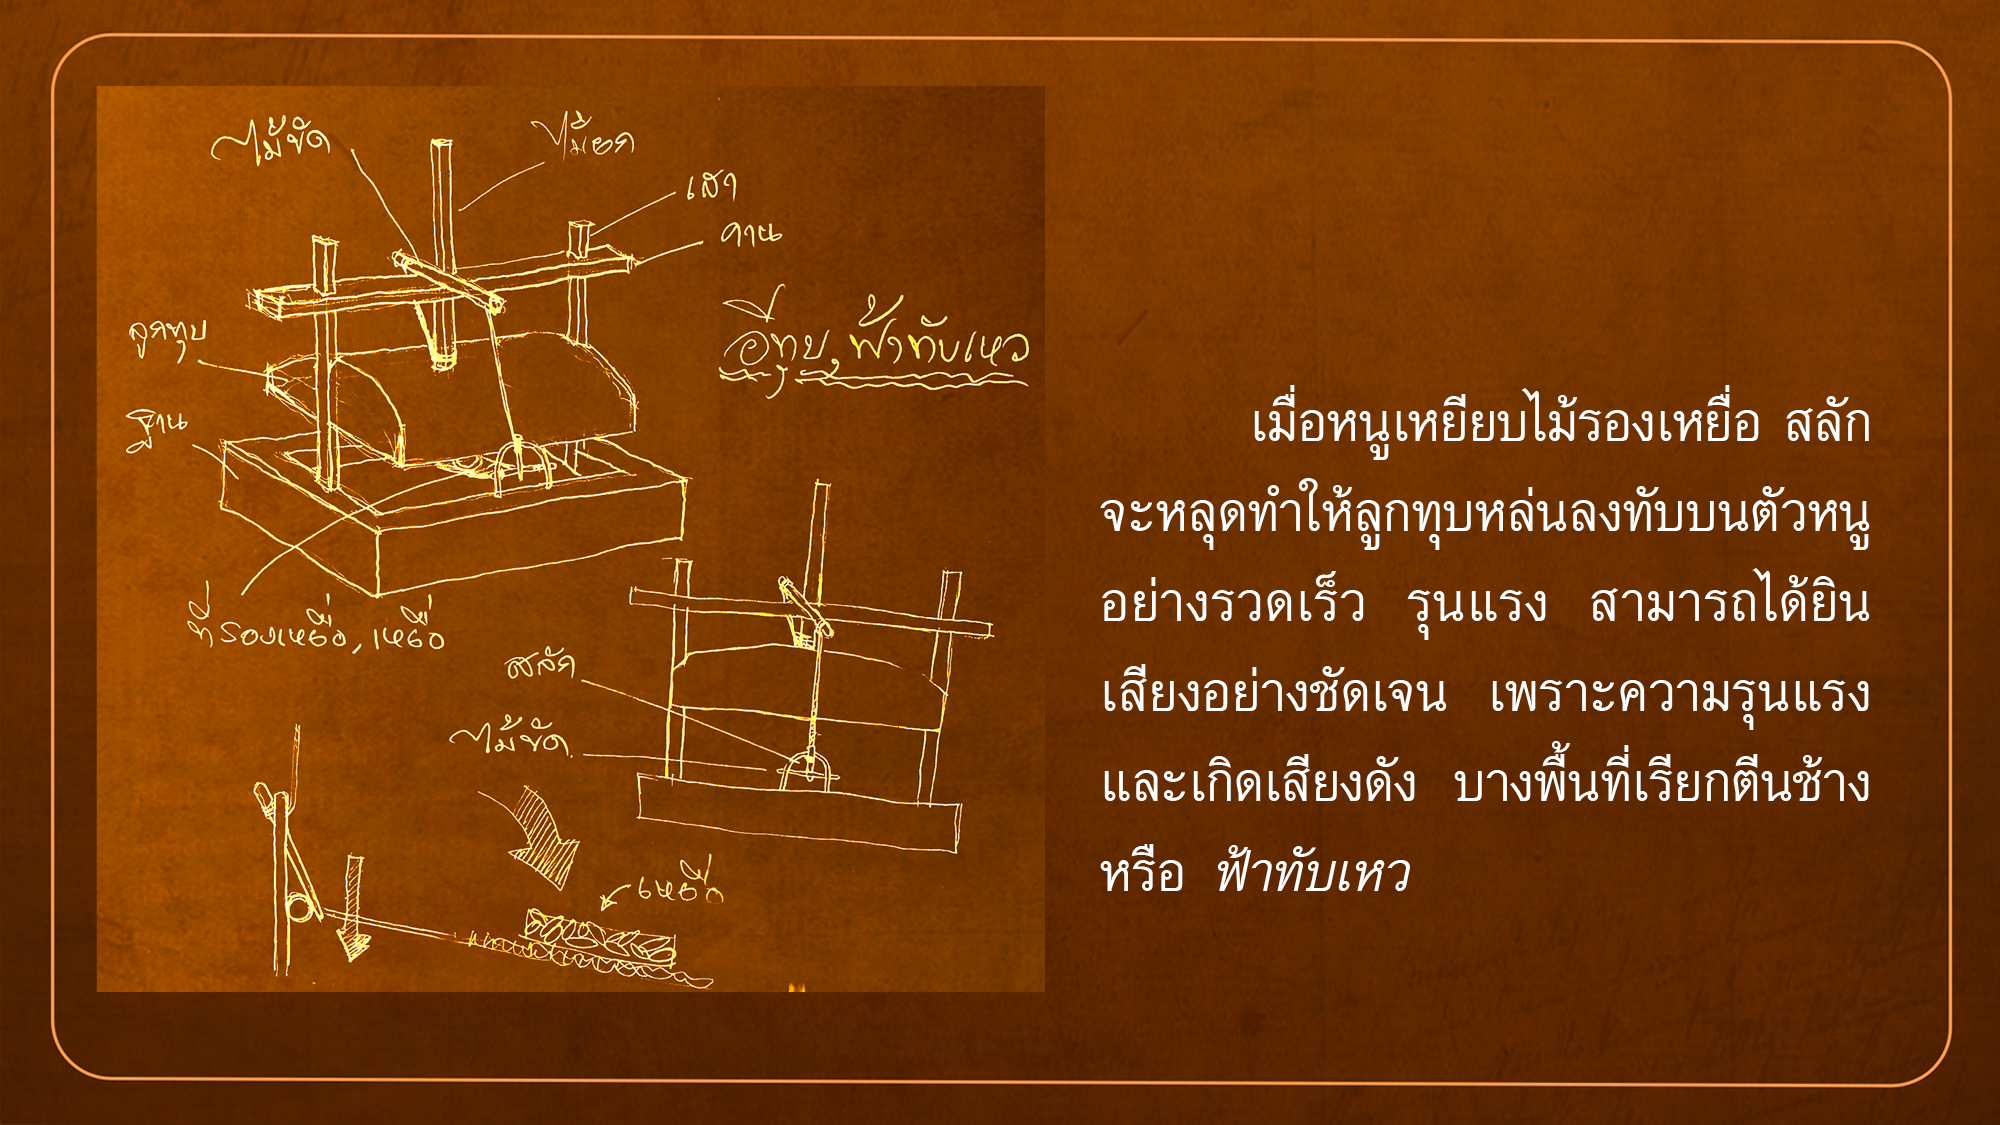 ไม้ขัด
ไม้ยก
เสา
คาน
ลูกทุบ
ฐาน
อีทุบ, ฟ้าทับเหว
ที่รองเหยื่อ, เหยื่อ
สลัก
ไม้ขัด
เหยื่อ
เมื่อหนูเหยียบไม้รองเหยื่อ สลัก
จะหลุดทำให้ลูกทุบหล่นลงทับบนตัวหนู
อย่างรวดเร็ว รุนแรง สามารถได้ยิน
เสียงอย่างชัดเจน เพราะความรุนแรง
และเกิดเสียงดัง บางพื้นที่เรียกตีนช้าง
หรือ ฟ้าทับเหว